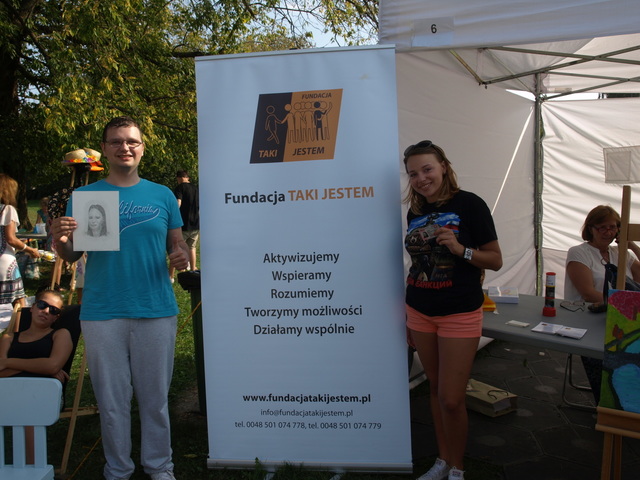 6
FUNDACJA
TAKI JESTEM
Fundacja TAKI JESTEM
Aktywizujemy
Wspieramy
Rozumiemy
Tworzymy możliwości
Działamy wspólnie
www.fundacjatakijestem.pl
info@fundacjatakijestem.pl
tel. 0048 501 074 778, tel. 0048 501 074 779